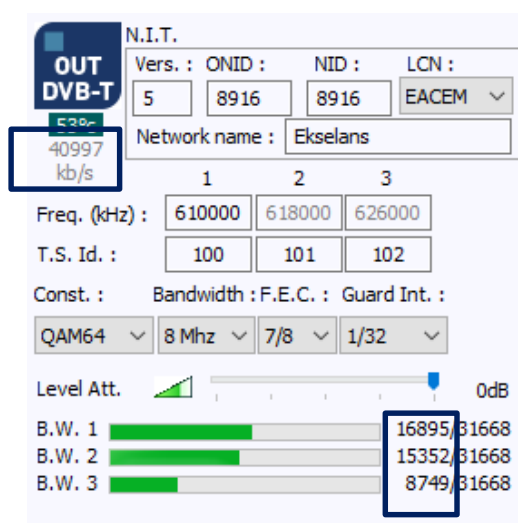 N.I.T.
OUT
DVB-T
Vers. : ONID : NID : LCN :
5 8916 8916 EACEM
53ºc
Network name : Ekselans
40997
kb/s
1 2 3
Freq. (kHz) : 610000 618000 626000
T.S. Id. : 100 101 102
Const. : Bandwidth : F.E.C. : Guard Int. :
QAM64 8 Mhz 7/8 1/32
Level Att. 0dB
B.W. 1 16895/31668
B.W. 2 15352/31668
B.W. 3 8749/31668